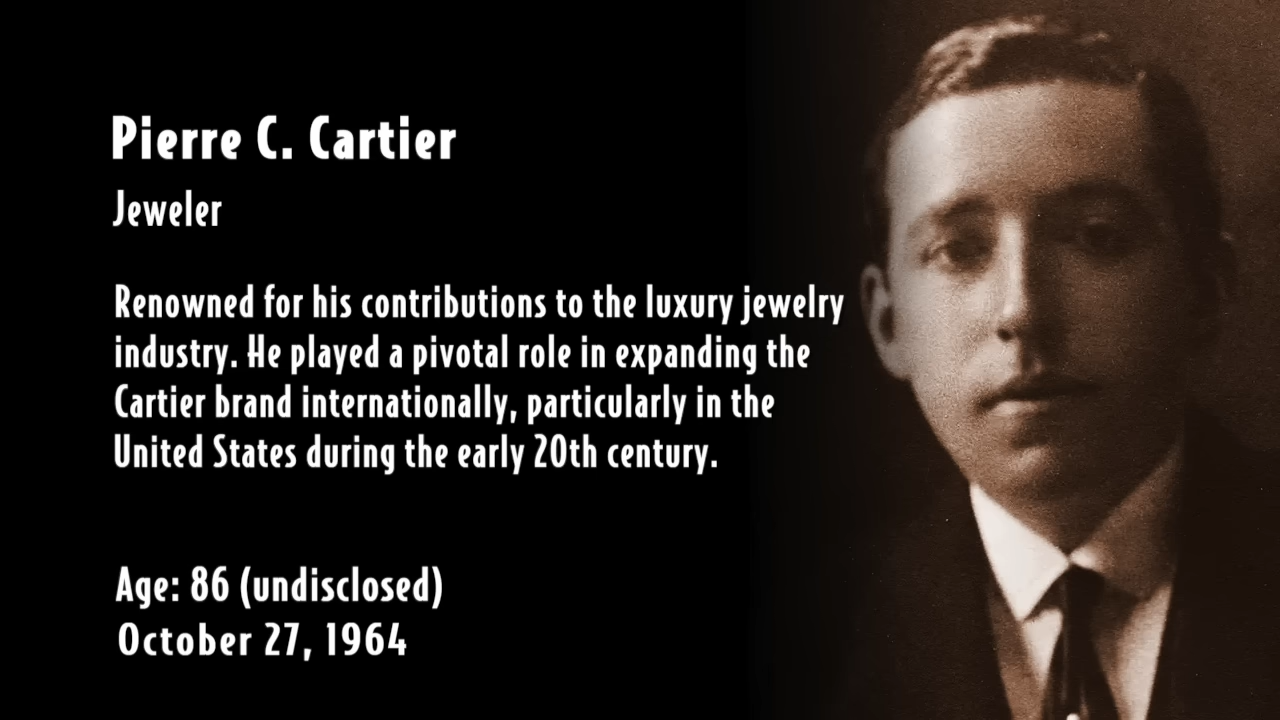 Pierre C. Cartier
Jeweler
Renowned for his contributions to the luxury jewelry
industry. He played a pivotal role in expanding the
Cartier brand internationally, particularly in the
United States during the early 20th century.
Age: 86 (undisclosed)
October 27, 1964